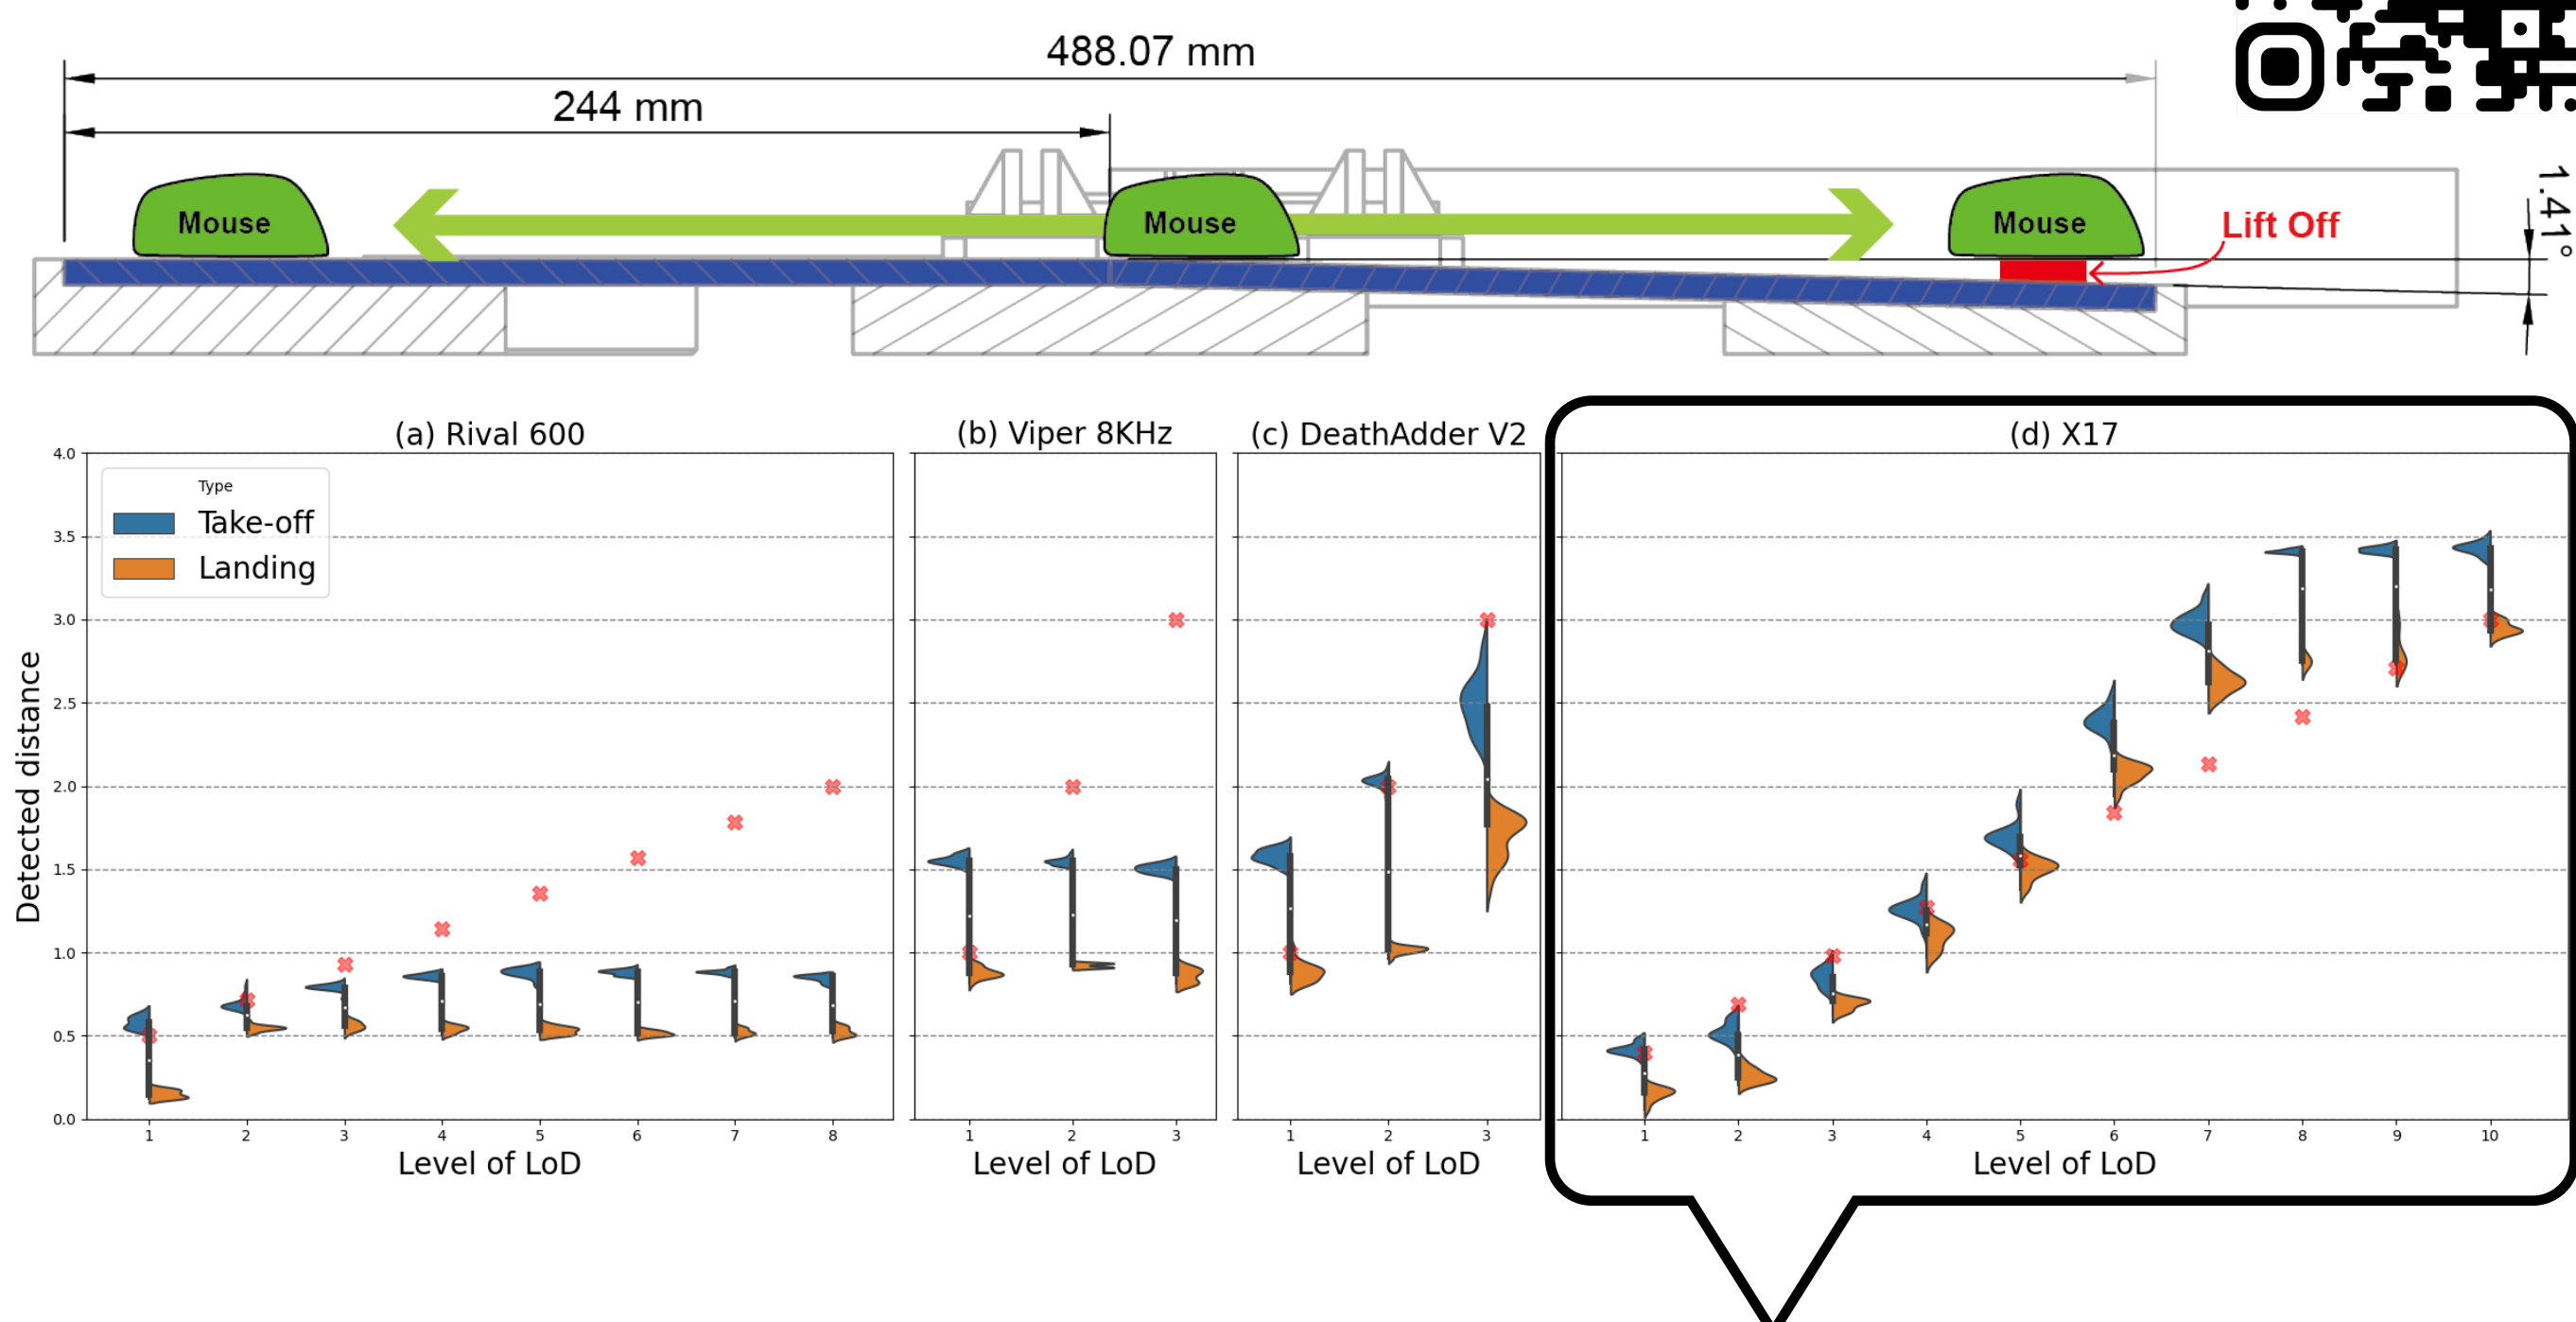 488.07 mm
244 mm
Mouse
Mouse
Mouse
Lift Off
1.41°
(a) Rival 600
(b) Viper 8KHz
(c) DeathAdder V2
(d) X17
Type
Take-off
Landing
Detected distance
4.0
3.5
3.0
2.5
2.0
1.5
1.0
0.5
0.0
1 2 3 4 5 6 7 8
1 2 3
1 2 3
1 2 3 4 5 6 7 8 9 10
Level of LoD
Level of LoD
Level of LoD
Level of LoD